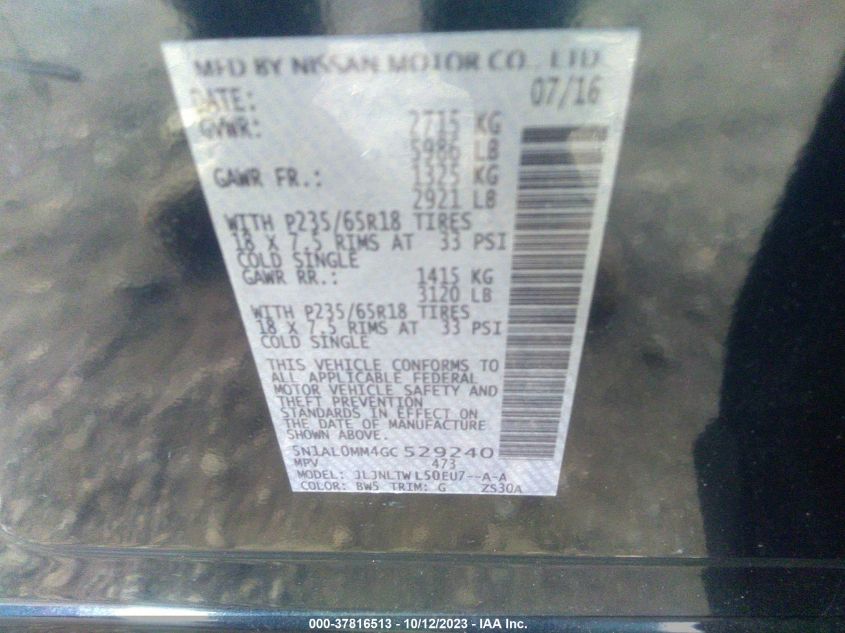 MFD BY NISSAN MOTOR CO., LTD
DATE: 07/16
GVWR: 2715 KG
5986 LB
GAWR FR.: 1325 KG
2921 LB
WITH P235/65R18 TIRES
18 X 7.5 RIMS AT 33 PSI
COLD SINGLE
GAWR RR.: 1415 KG
3120 LB
WITH P235/65R18 TIRES
18 X 7.5 RIMS AT 33 PSI
COLD SINGLE
THIS VEHICLE CONFORMS TO
ALL APPLICABLE FEDERAL
MOTOR VEHICLE SAFETY AND
THEFT PREVENTION
STANDARDS IN EFFECT ON
THE DATE OF MANUFACTURE
SHOWN ABOVE.
5N1AL0MM4GC 529240
MPV 473
MODEL: JLJNLTW L50EU7--A-A
COLOR: BW5 TRIM: G ZS30A
000-37816513 - 10/12/2023 - IAA Inc.